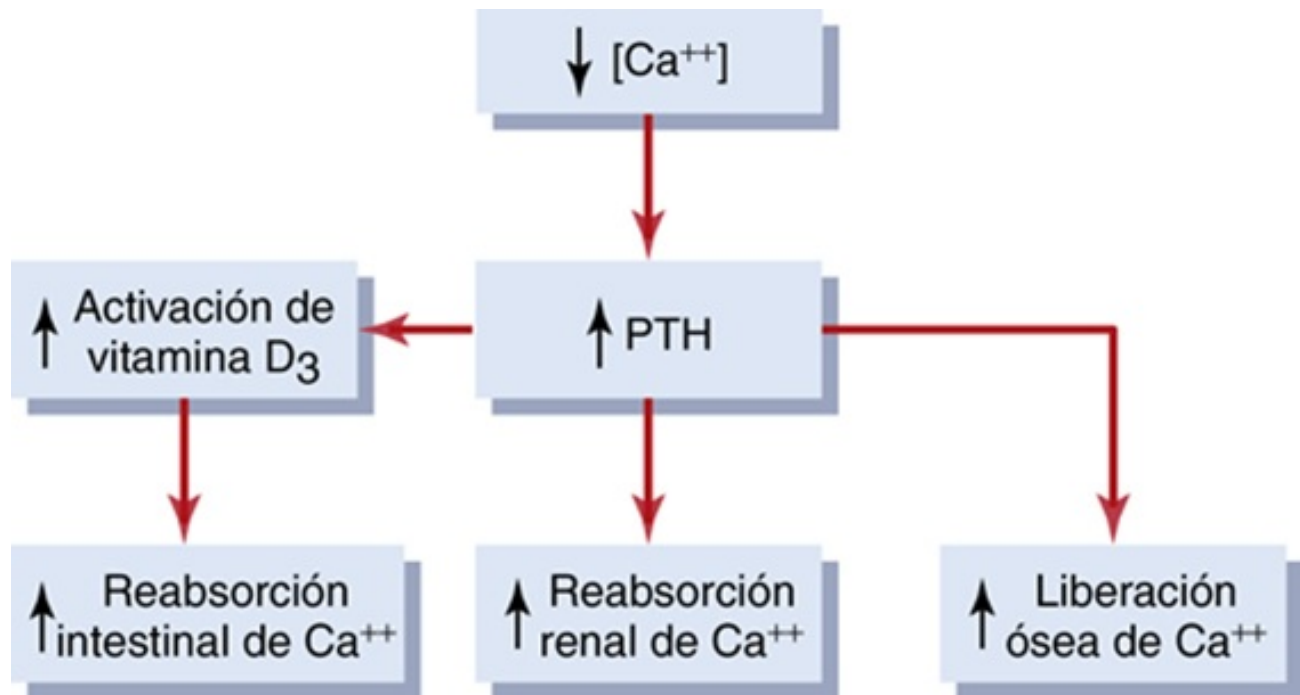 ↓ [Ca⁺⁺]
↑ Activación de
vitamina D₃
↑ PTH
↑ Reabsorción
intestinal de Ca⁺⁺
↑ Reabsorción
renal de Ca⁺⁺
↑ Liberación
ósea de Ca⁺⁺